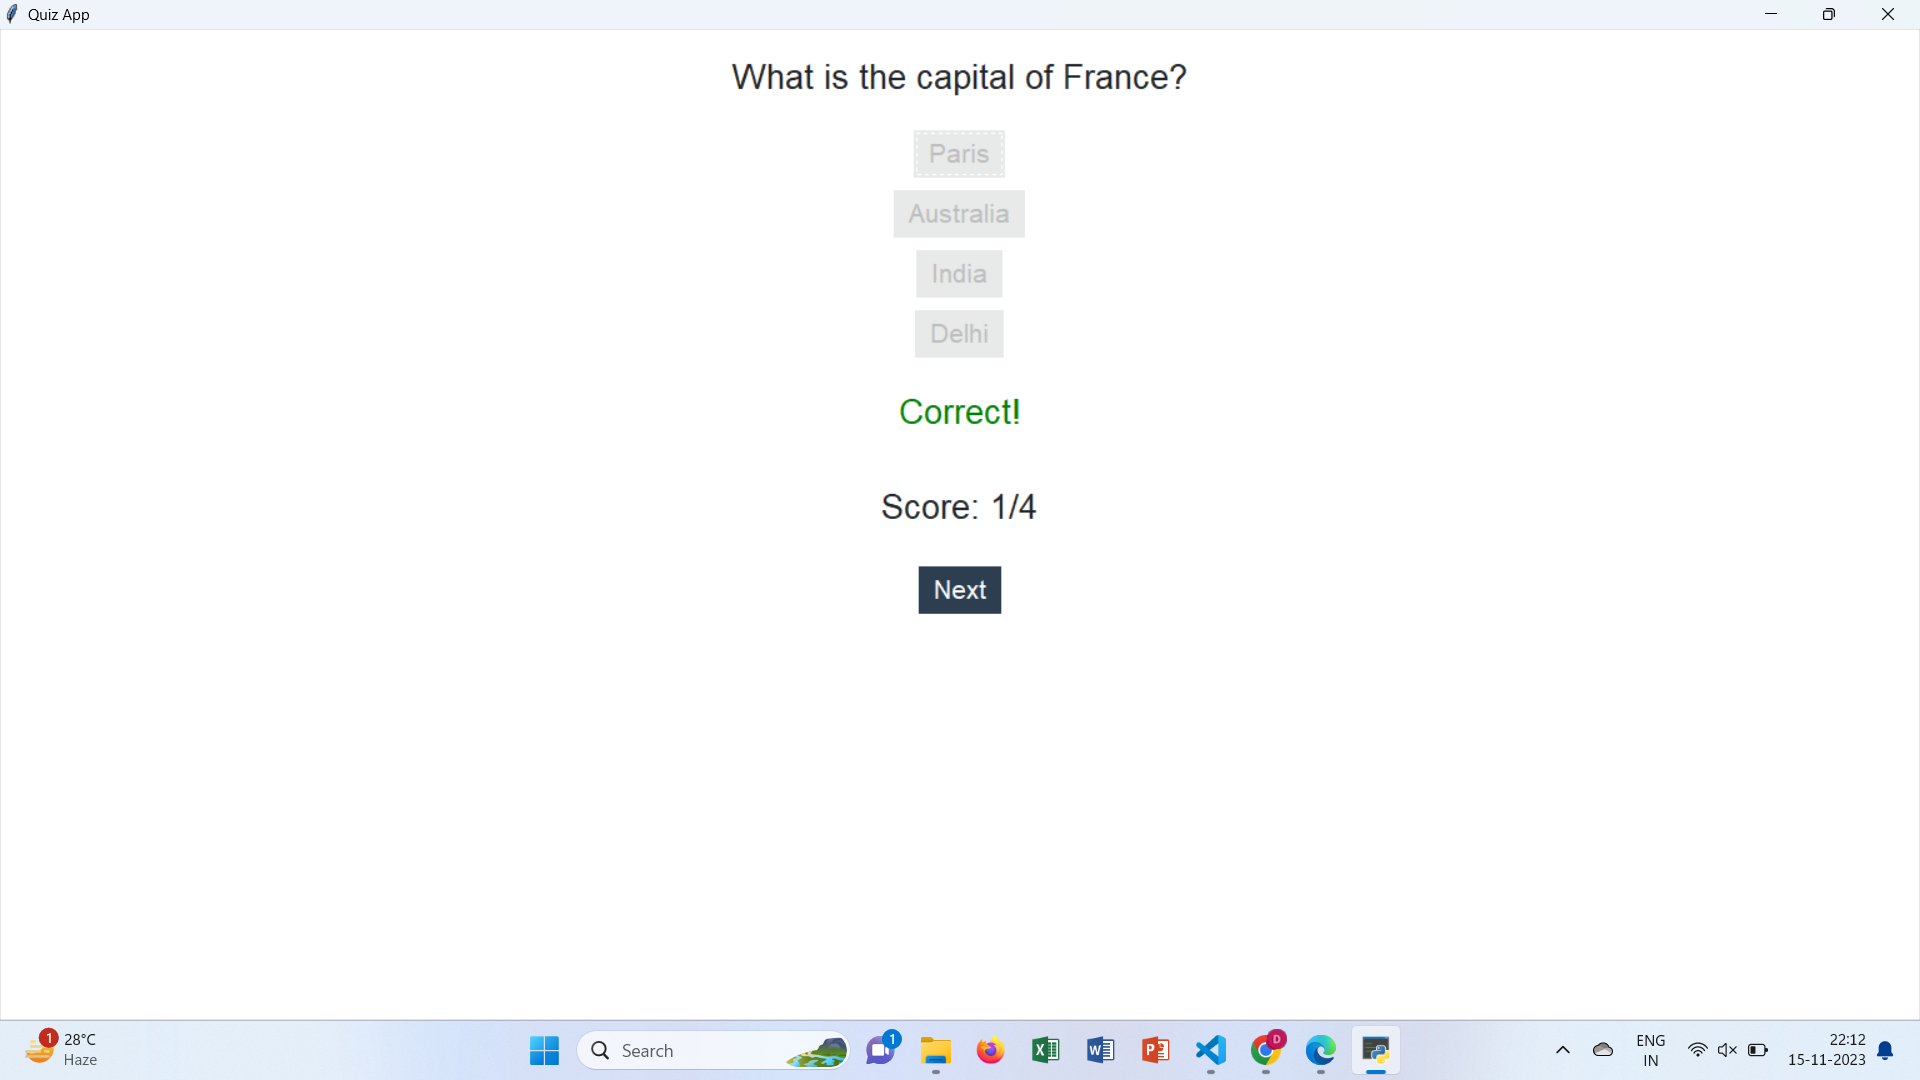 Quiz App
What is the capital of France?
Paris
Australia
India
Delhi
Correct!
Score: 1/4
Next
1
28°C
Haze
Search
1
D
ENG
IN
22:12
15-11-2023